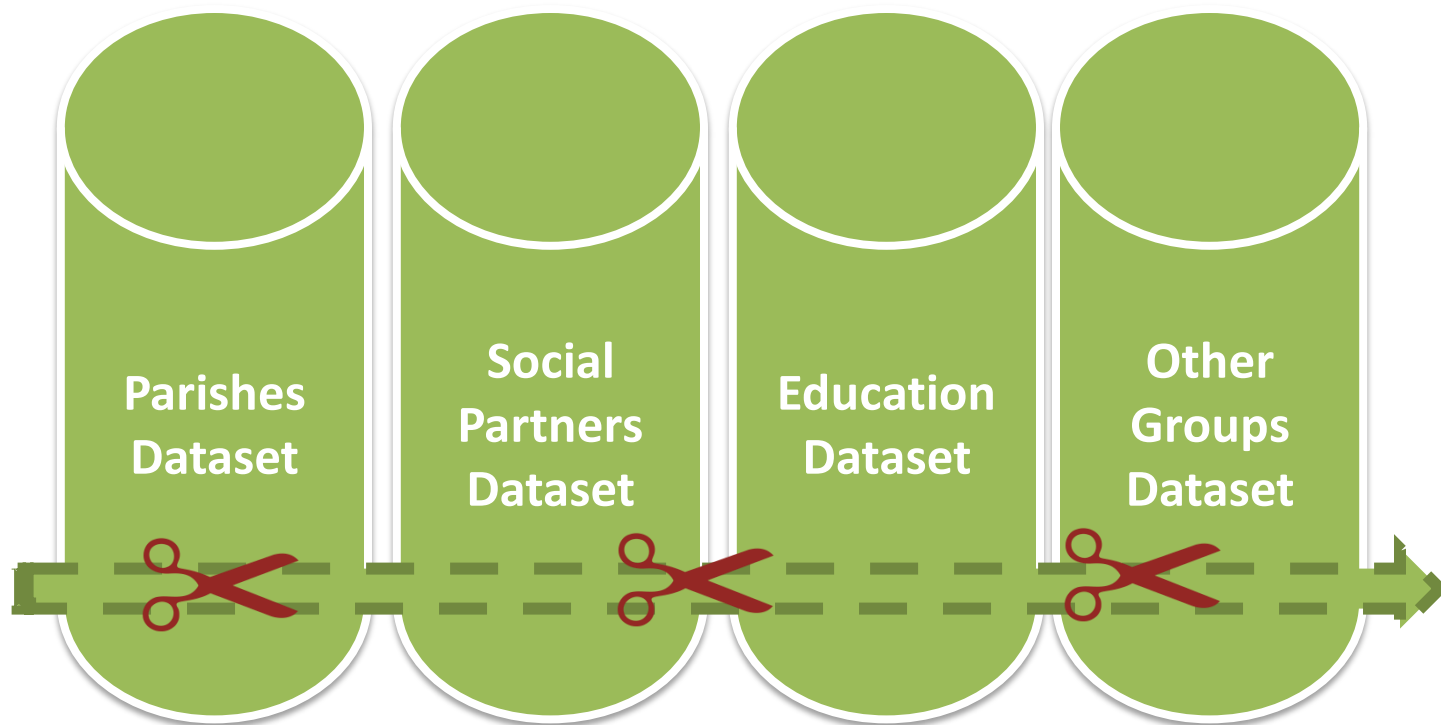 Parishes
Dataset
Social
Partners
Dataset
Education
Dataset
Other
Groups
Dataset